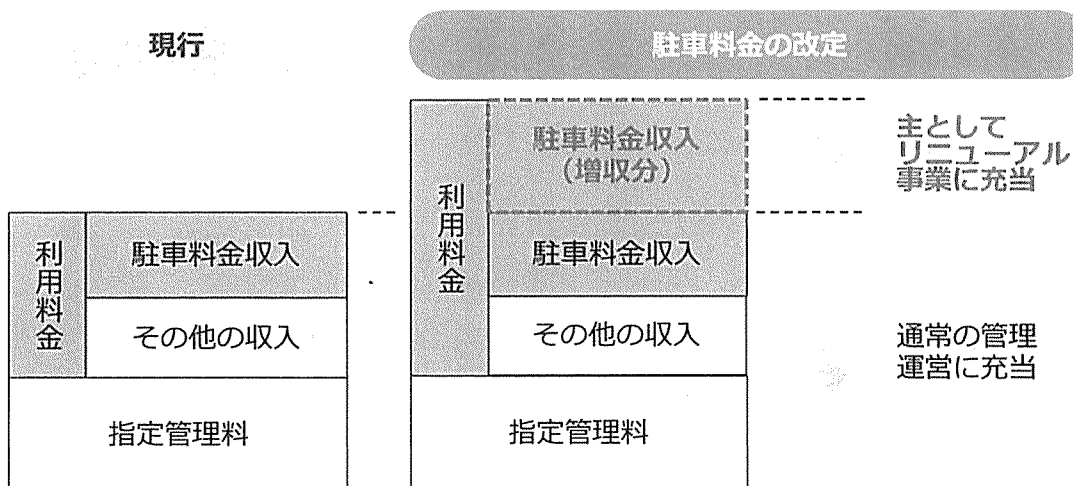 現行
駐車料金の改定
利用料金
駐車料金収入
その他の収入
指定管理料
利用料金
駐車料金収入
(増収分)
駐車料金収入
その他の収入
指定管理料
主として
リニューアル
事業に充当
通常の管理
運営に充当